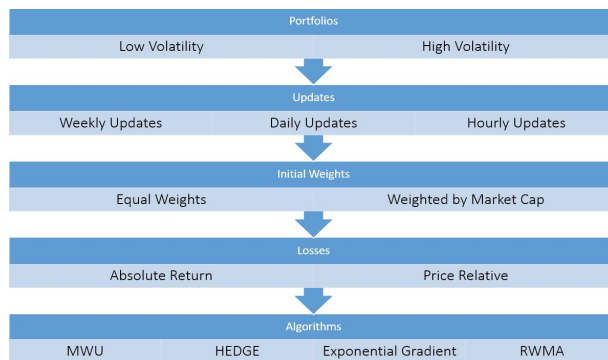 Portfolios
Low Volatility High Volatility
Updates
Weekly Updates Daily Updates Hourly Updates
Initial Weights
Equal Weights Weighted by Market Cap
Losses
Absolute Return Price Relative
Algorithms
MWU HEDGE Exponential Gradient RWMA